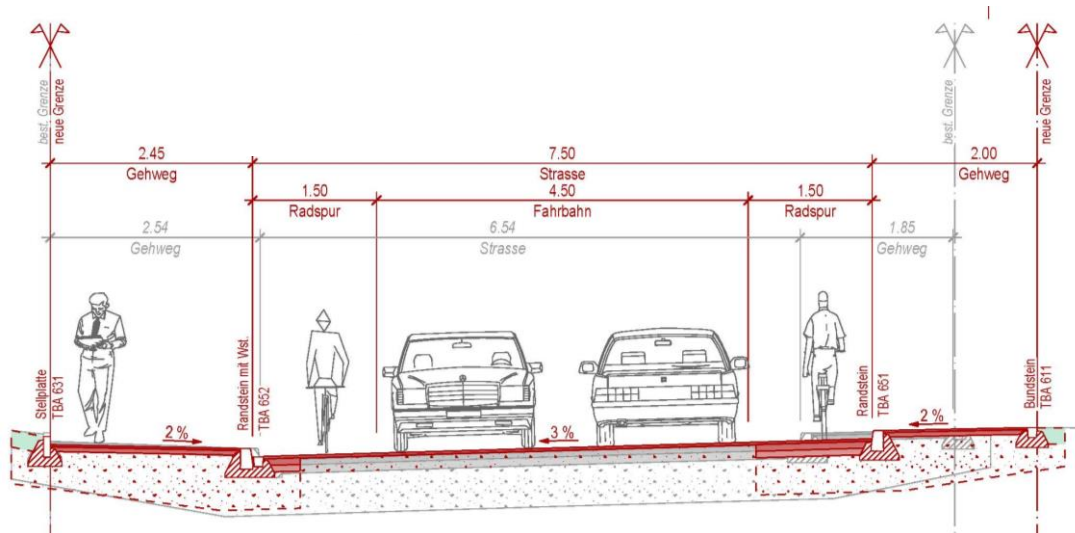 best. Grenze
neue Grenze
best. Grenze
neue Grenze
2.45
Gehweg
7.50
Strasse
2.00
Gehweg
1.50
Radspur
4.50
Fahrbahn
1.50
Radspur
2.54
Gehweg
6.54
Strasse
1.85
Gehweg
Stellplatte
TBA 631
Randstein mit Wst.
TBA 652
Randstein
TBA 651
Bundstein
TBA 611
2 %
3 %
2 %